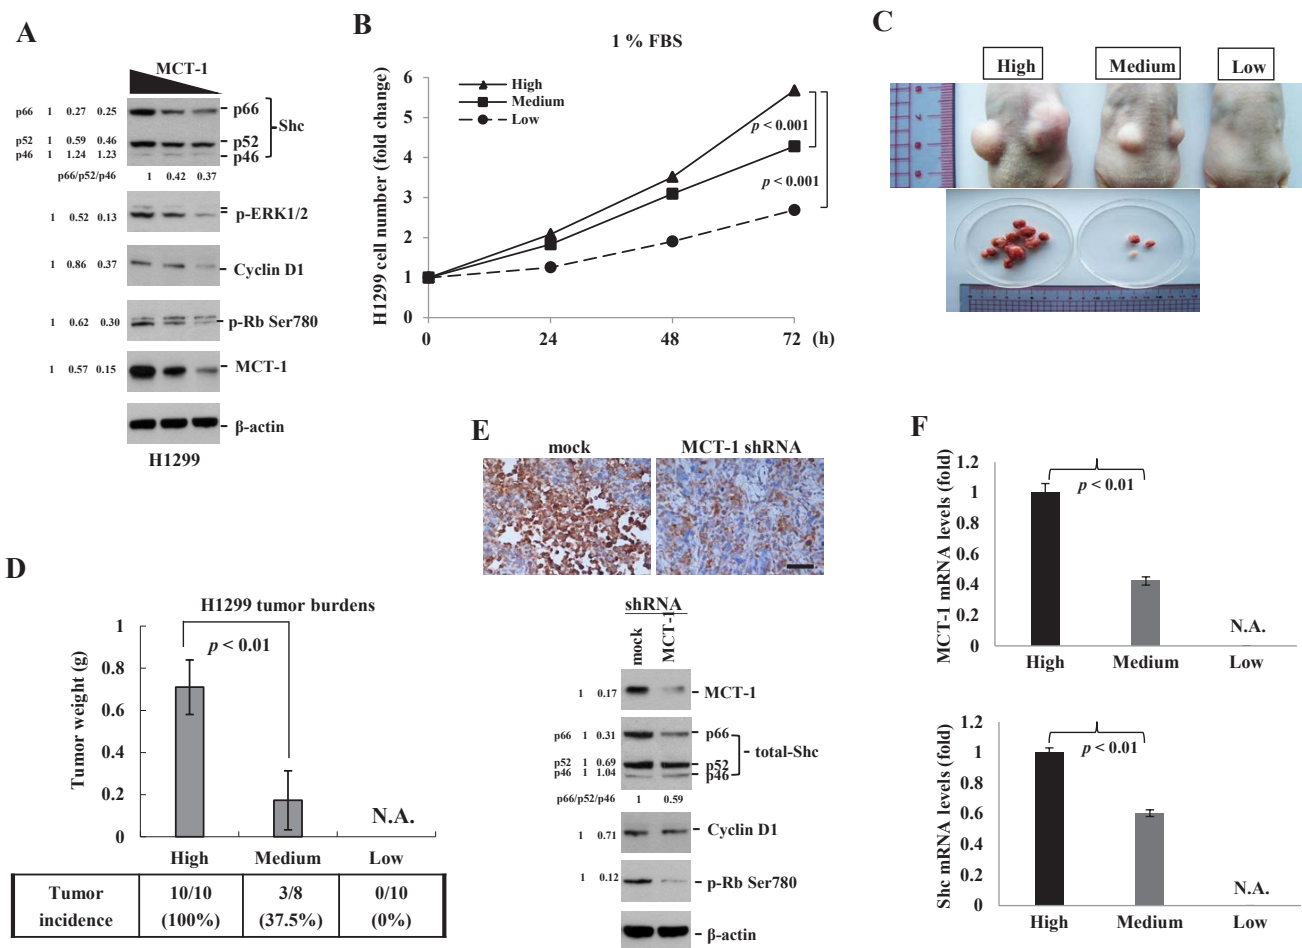 A
MCT-1
p66 1 0.27 0.25
p66
p52 1 0.59 0.46
p52
p46 1 1.24 1.23
p46
Shc
p66/p52/p46 1 0.42 0.37
1 0.52 0.13
p-ERK1/2
1 0.86 0.37
Cyclin D1
1 0.62 0.30
p-Rb Ser780
1 0.57 0.15
MCT-1
β-actin
H1299
B
1 % FBS
H1299 cell number (fold change)
6
5
4
3
2
1
0
High
Medium
Low
p < 0.001
p < 0.001
0 24 48 72 (h)
C
High Medium Low
D
H1299 tumor burdens
p < 0.01
Tumor weight (g)
1
0.8
0.6
0.4
0.2
0
N.A.
High Medium Low
Tumor incidence
10/10 (100%)
3/8 (37.5%)
0/10 (0%)
E
mock MCT-1 shRNA
shRNA
mock
MCT-1
1 0.17
MCT-1
p66 1 0.31
p66
p52 1 0.69
p52
p46 1 1.04
p46
total-Shc
p66/p52/p46 1 0.59
1 0.71
Cyclin D1
1 0.12
p-Rb Ser780
β-actin
F
MCT-1 mRNA levels (fold)
1.2
1
0.8
0.6
0.4
0.2
0
p < 0.01
N.A.
High Medium Low
Shc mRNA levels (fold)
1.2
1
0.8
0.6
0.4
0.2
0
p < 0.01
N.A.
High Medium Low